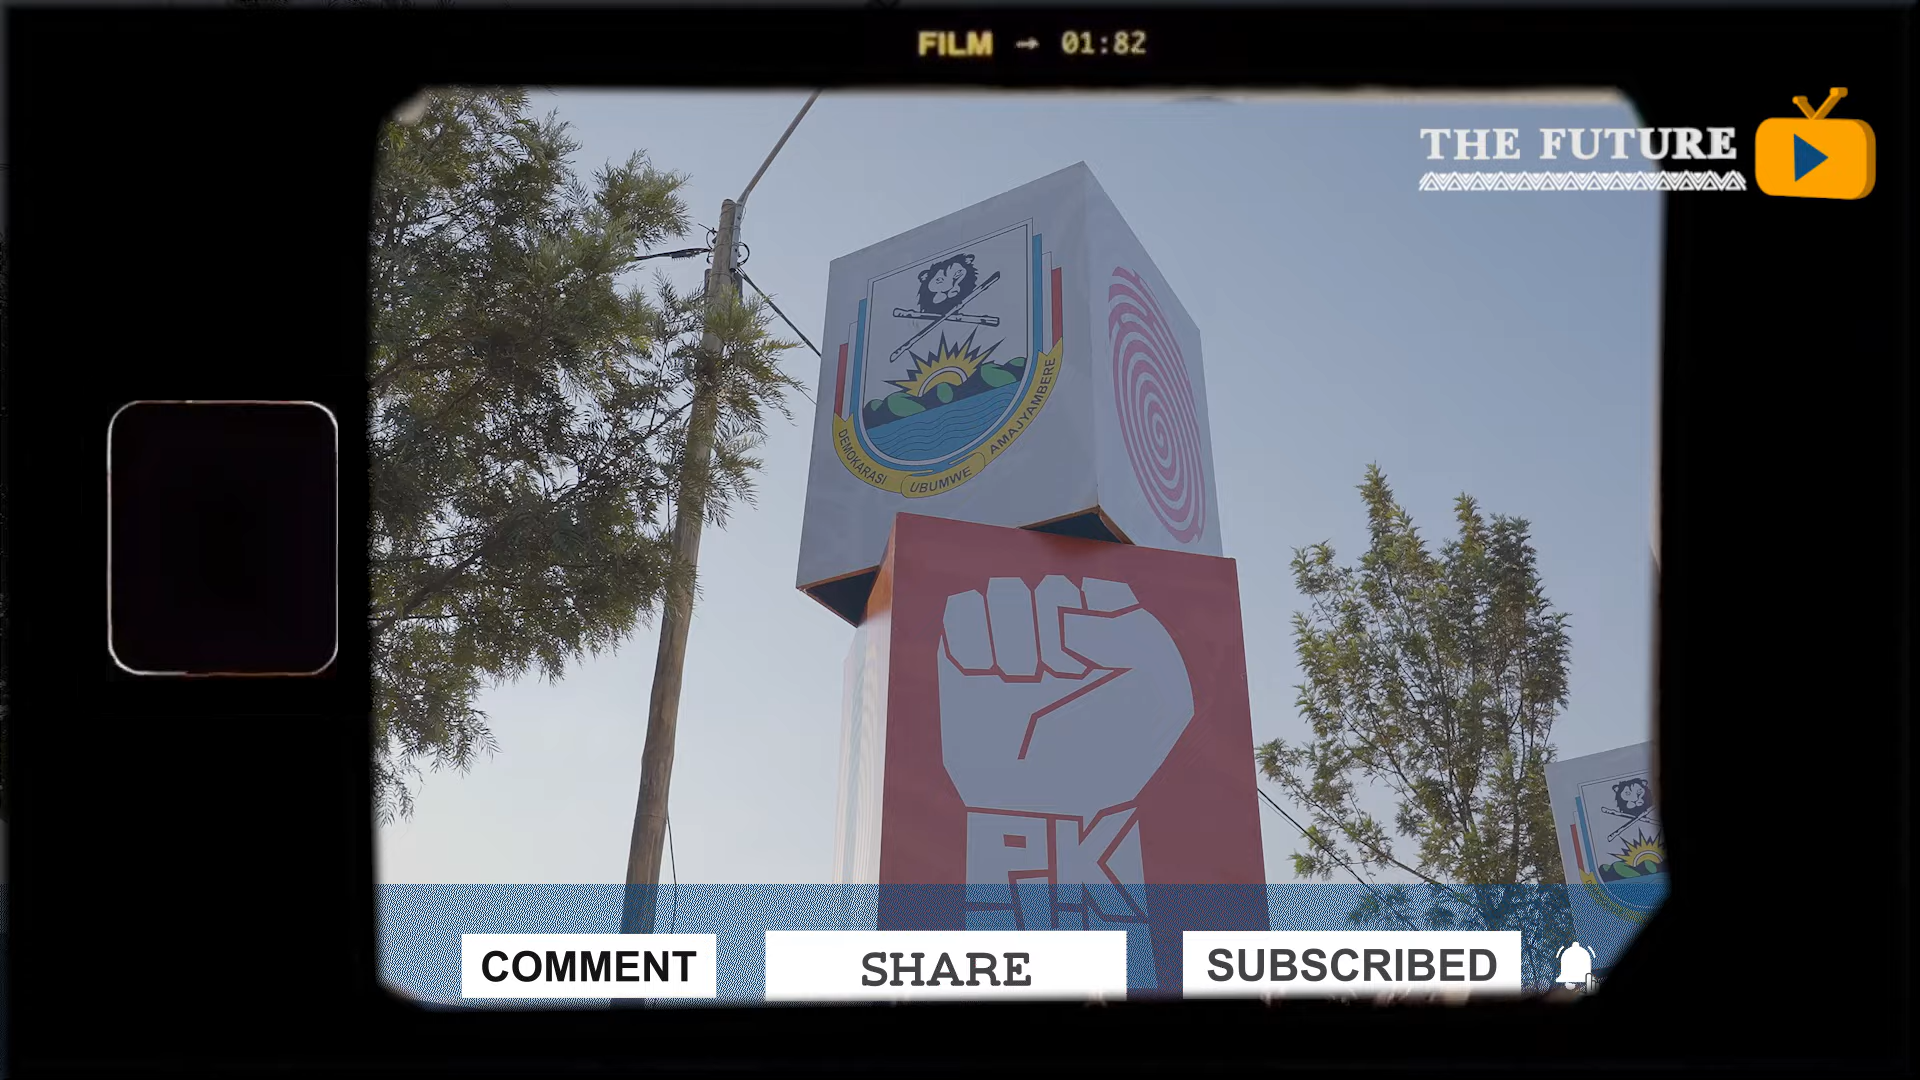 FILM → 01:82
THE FUTURE
DEMOKARASI UBUMWE AMAJYAMBERE
PK
COMMENT
SHARE
SUBSCRIBED